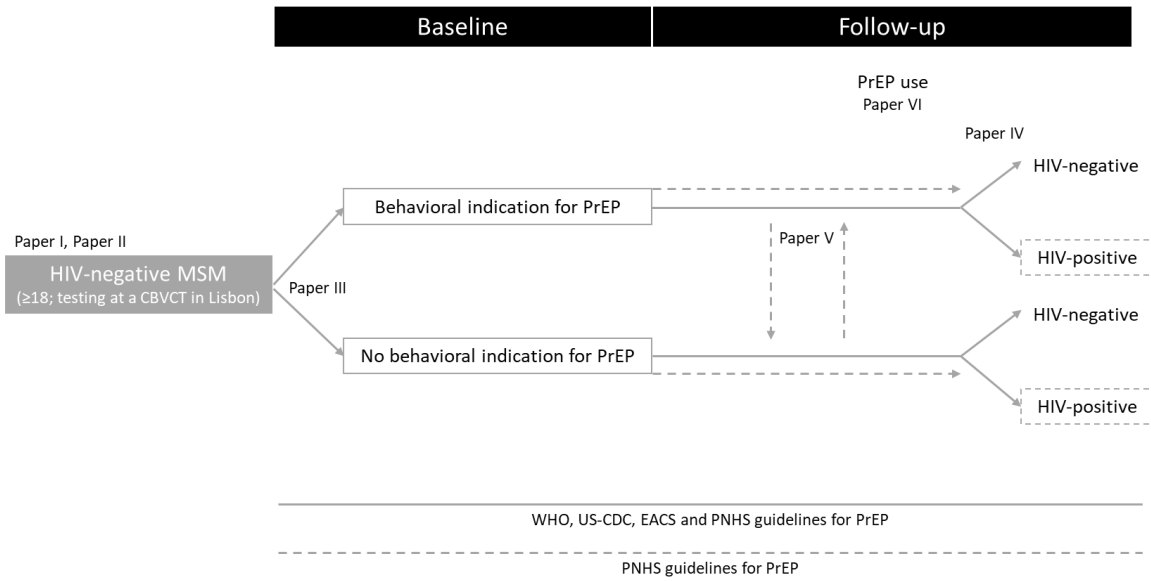 Baseline
Follow-up
PrEP use
Paper VI
Paper IV
HIV-negative
Behavioral indication for PrEP
Paper I, Paper II
Paper V
HIV-positive
HIV-negative MSM
(≥18; testing at a CBVCT in Lisbon)
Paper III
HIV-negative
No behavioral indication for PrEP
HIV-positive
WHO, US-CDC, EACS and PNHS guidelines for PrEP
PNHS guidelines for PrEP